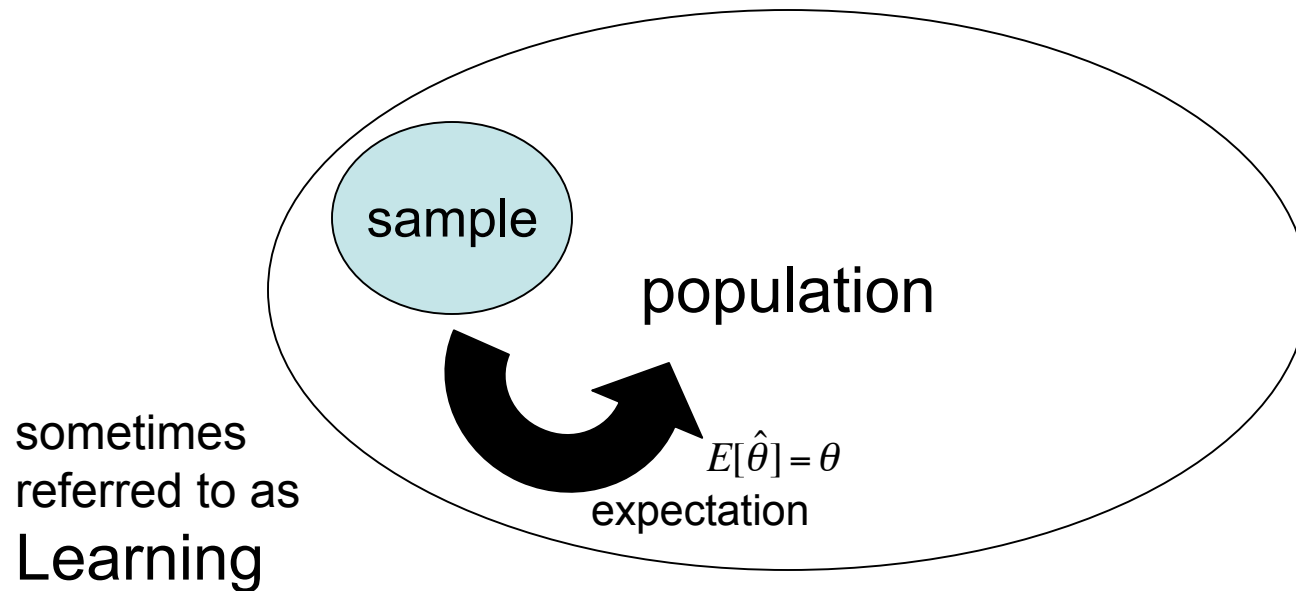 sample
population
E[θ̂] = θ
expectation
sometimes
referred to as
Learning